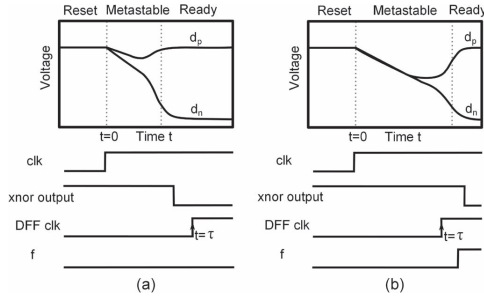 Reset Metastable Ready
Voltage
dp
dn
t=0 Time t
clk
xnor output
DFF clk
t=τ
f
(a)
Reset Metastable Ready
Voltage
dp
dn
t=0 Time t
clk
xnor output
DFF clk
t=τ
f
(b)